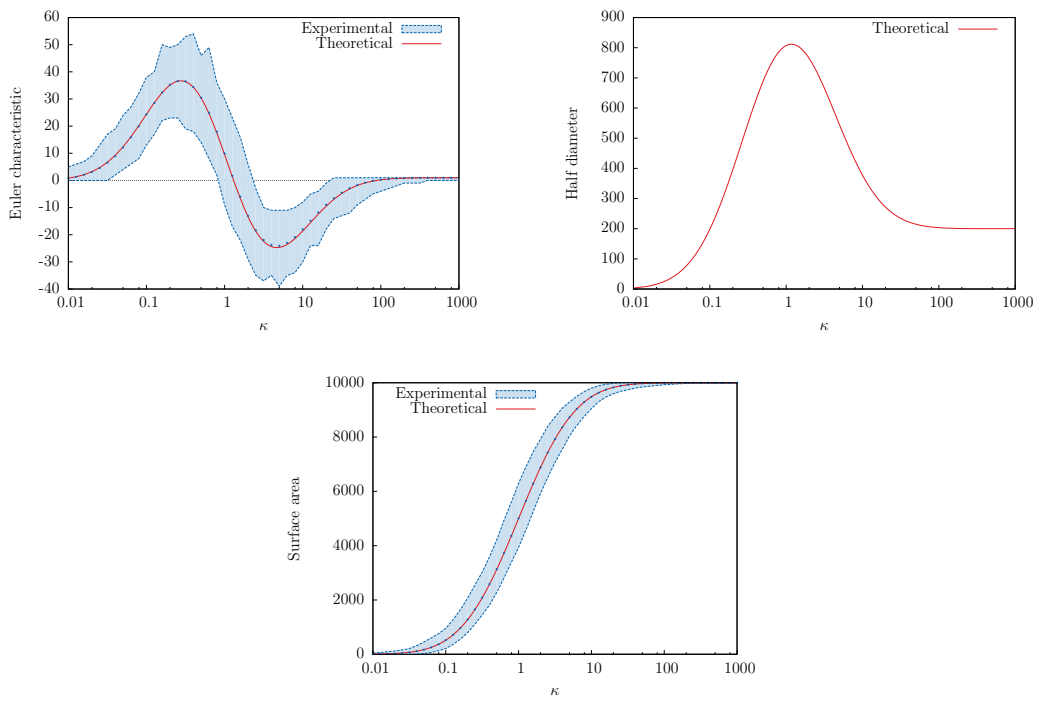 60
50
40
30
20
10
0
-10
-20
-30
-40
Euler characteristic
Experimental
Theoretical
0.01 0.1 1 10 100 1000
κ
900
800
700
600
500
400
300
200
100
0
Half diameter
Theoretical
0.01 0.1 1 10 100 1000
κ
10000
8000
6000
4000
2000
0
Surface area
Experimental
Theoretical
0.01 0.1 1 10 100 1000
κ